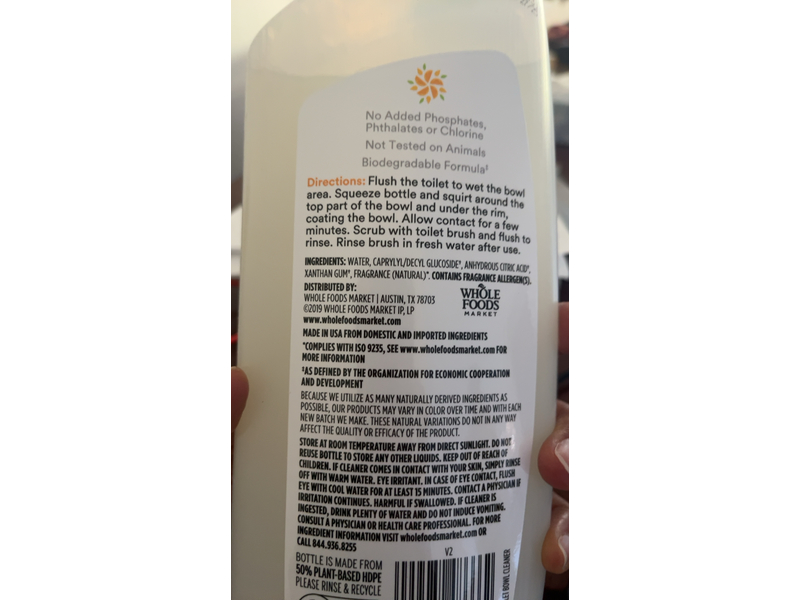 No Added Phosphates,
Phthalates or Chlorine
Not Tested on Animals
Biodegradable Formula‡
Directions: Flush the toilet to wet the bowl
area. Squeeze bottle and squirt around the
top part of the bowl and under the rim,
coating the bowl. Allow contact for a few
minutes. Scrub with toilet brush and flush to
rinse. Rinse brush in fresh water after use.
INGREDIENTS: WATER, CAPRYLYL/DECYL GLUCOSIDE*, ANHYDROUS CITRIC ACID*,
XANTHAN GUM*, FRAGRANCE (NATURAL)*. CONTAINS FRAGRANCE ALLERGEN(S).
DISTRIBUTED BY:
WHOLE FOODS MARKET | AUSTIN, TX 78703
©2019 WHOLE FOODS MARKET IP, LP
www.wholefoodsmarket.com
WHOLE
FOODS
MARKET
MADE IN USA FROM DOMESTIC AND IMPORTED INGREDIENTS
*COMPLIES WITH ISO 9235, SEE www.wholefoodsmarket.com FOR
MORE INFORMATION
‡AS DEFINED BY THE ORGANIZATION FOR ECONOMIC COOPERATION
AND DEVELOPMENT
BECAUSE WE UTILIZE AS MANY NATURALLY DERIVED INGREDIENTS AS
POSSIBLE, OUR PRODUCTS MAY VARY IN COLOR OVER TIME AND WITH EACH
NEW BATCH WE MAKE. THESE NATURAL VARIATIONS DO NOT IN ANY WAY
AFFECT THE QUALITY OR EFFICACY OF THE PRODUCT.
STORE AT ROOM TEMPERATURE AWAY FROM DIRECT SUNLIGHT. DO NOT
REUSE BOTTLE TO STORE ANY OTHER LIQUIDS. KEEP OUT OF REACH OF
CHILDREN. IF CLEANER COMES IN CONTACT WITH YOUR SKIN, SIMPLY RINSE
OFF WITH WARM WATER. EYE IRRITANT. IN CASE OF EYE CONTACT, FLUSH
EYE WITH COOL WATER FOR AT LEAST 15 MINUTES. CONTACT A PHYSICIAN IF
IRRITATION CONTINUES. HARMFUL IF SWALLOWED. IF CLEANER IS
INGESTED, DRINK PLENTY OF WATER AND DO NOT INDUCE VOMITING.
CONSULT A PHYSICIAN OR HEALTH CARE PROFESSIONAL. FOR MORE
INGREDIENT INFORMATION VISIT wholefoodsmarket.com OR
CALL 844.936.8255
V2
BOTTLE IS MADE FROM
50% PLANT-BASED HDPE
PLEASE RINSE & RECYCLE
BOWL CLEANER